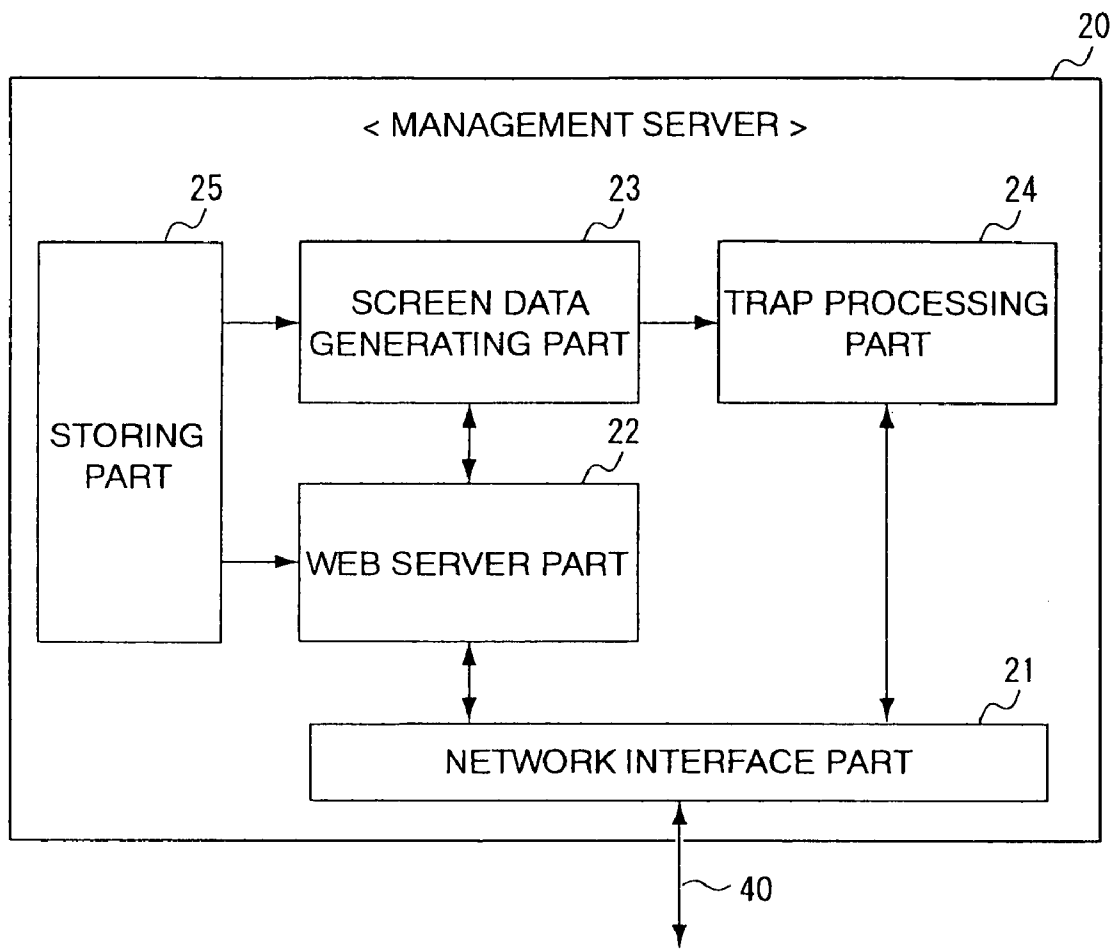 20
< MANAGEMENT SERVER >
25
23
24
STORING
PART
SCREEN DATA
GENERATING PART
TRAP PROCESSING
PART
22
WEB SERVER PART
21
NETWORK INTERFACE PART
40